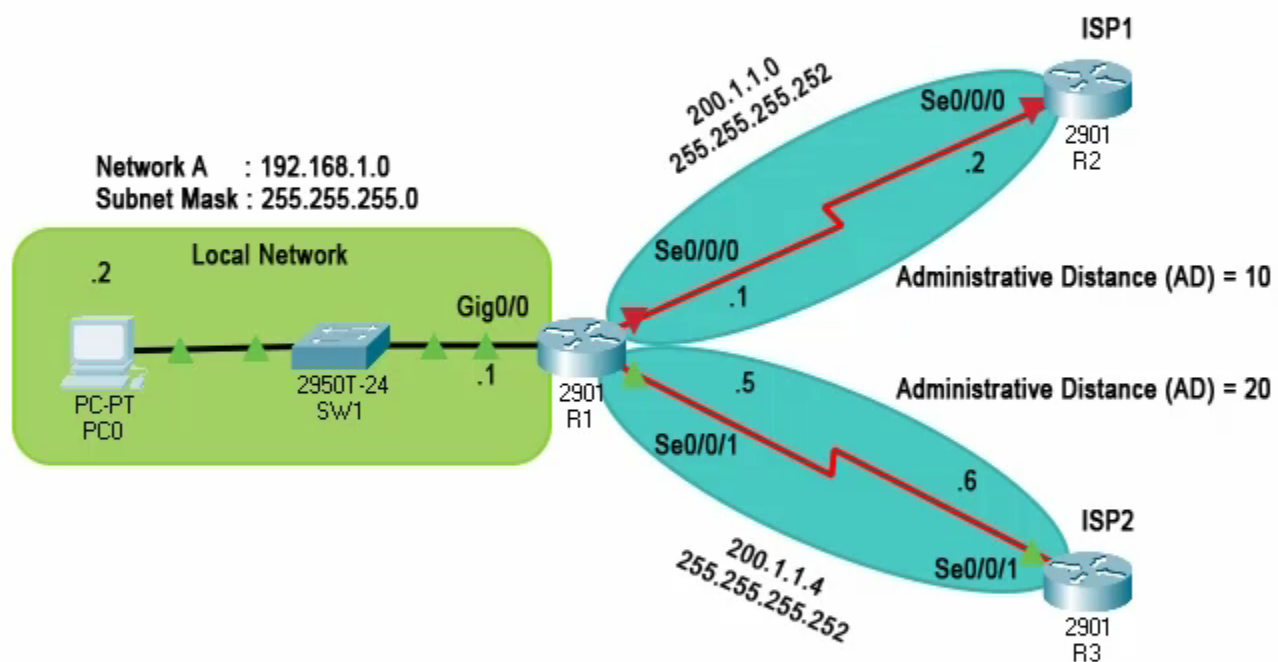 ISP1
200.1.1.0
255.255.255.252
Se0/0/0
2901
R2
.2
Network A : 192.168.1.0
Subnet Mask : 255.255.255.0
Local Network
.2
Se0/0/0
.1
Administrative Distance (AD) = 10
Gig0/0
.1
PC-PT
PC0
2950T-24
SW1
2901
R1
.5
Administrative Distance (AD) = 20
Se0/0/1
.6
ISP2
200.1.1.4
255.255.255.252
Se0/0/1
2901
R3